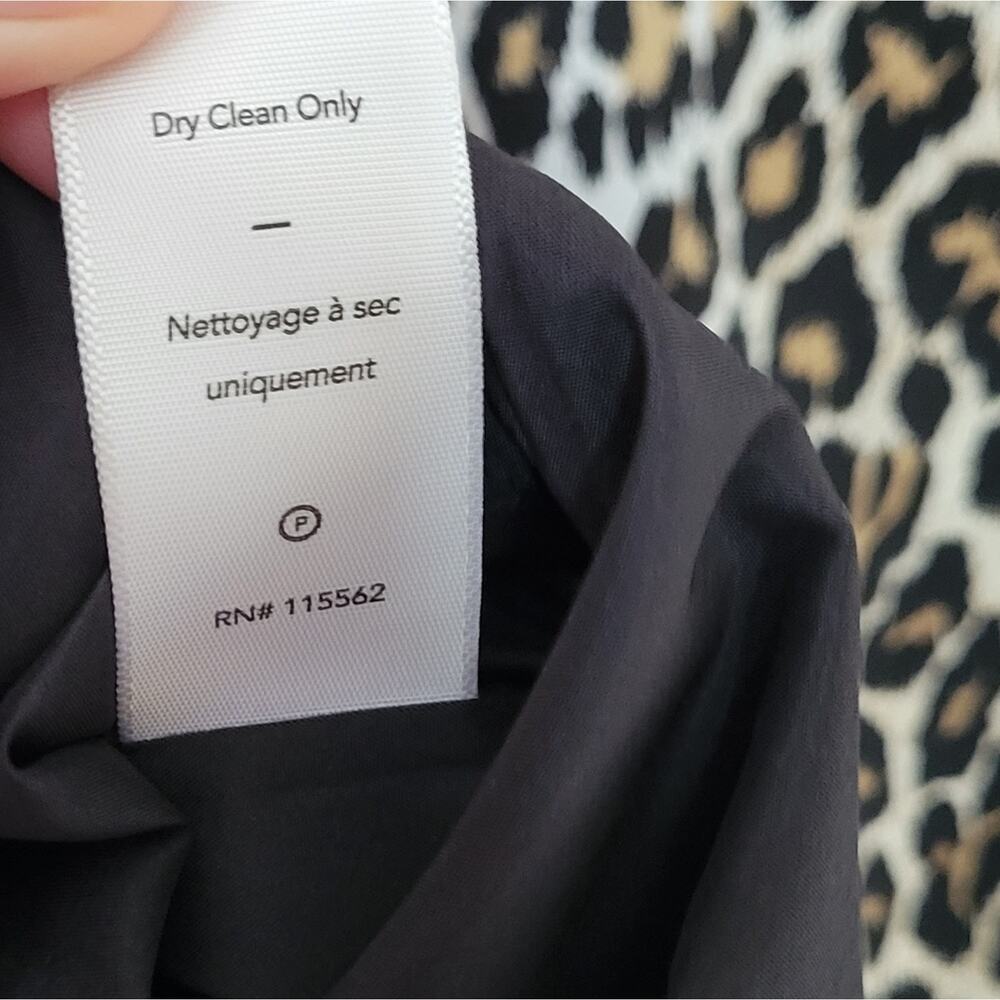 Dry Clean Only
—
Nettoyage à sec
uniquement
Ⓟ
RN# 115562